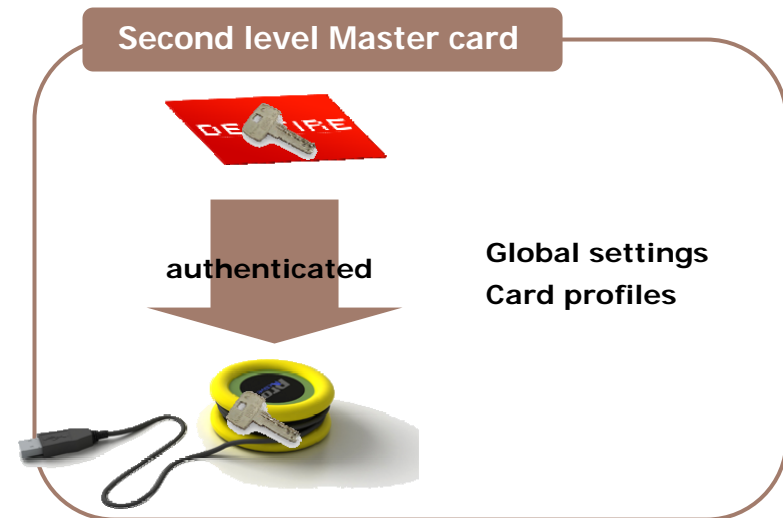 Second level Master card
authenticated
Global settings
Card profiles